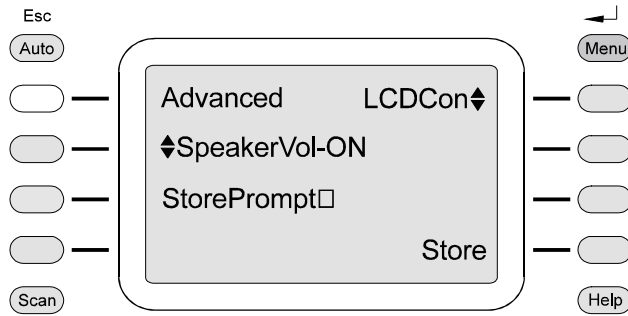 Esc
Auto
Menu
Advanced LCDCon
SpeakerVol-ON
StorePrompt
Store
Scan
Help